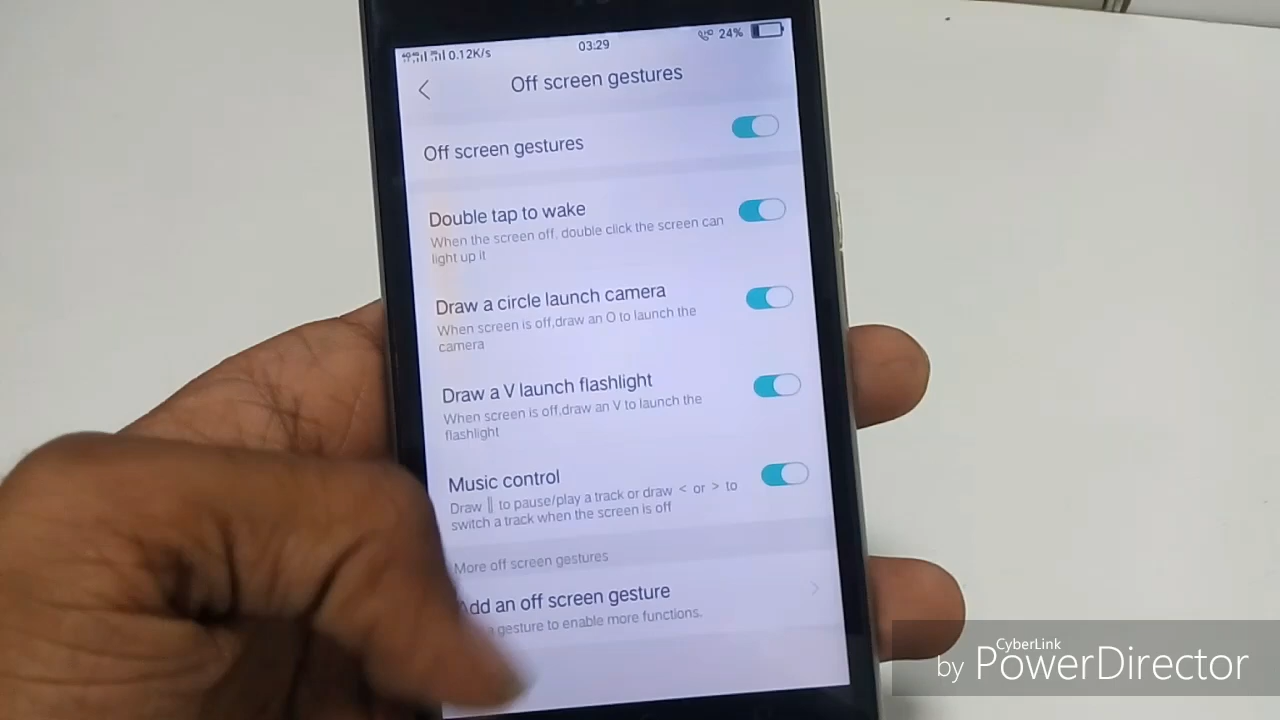 0.12K/s 03:29 24%
Off screen gestures
Off screen gestures
Double tap to wake
When the screen off, double click the screen can
light up it
Draw a circle launch camera
When screen is off,draw an O to launch the
camera
Draw a V launch flashlight
When screen is off,draw an V to launch the
flashlight
Music control
Draw || to pause/play a track or draw < or > to
switch a track when the screen is off
More off screen gestures
Add an off screen gesture
gesture to enable more functions.
CyberLink
by PowerDirector